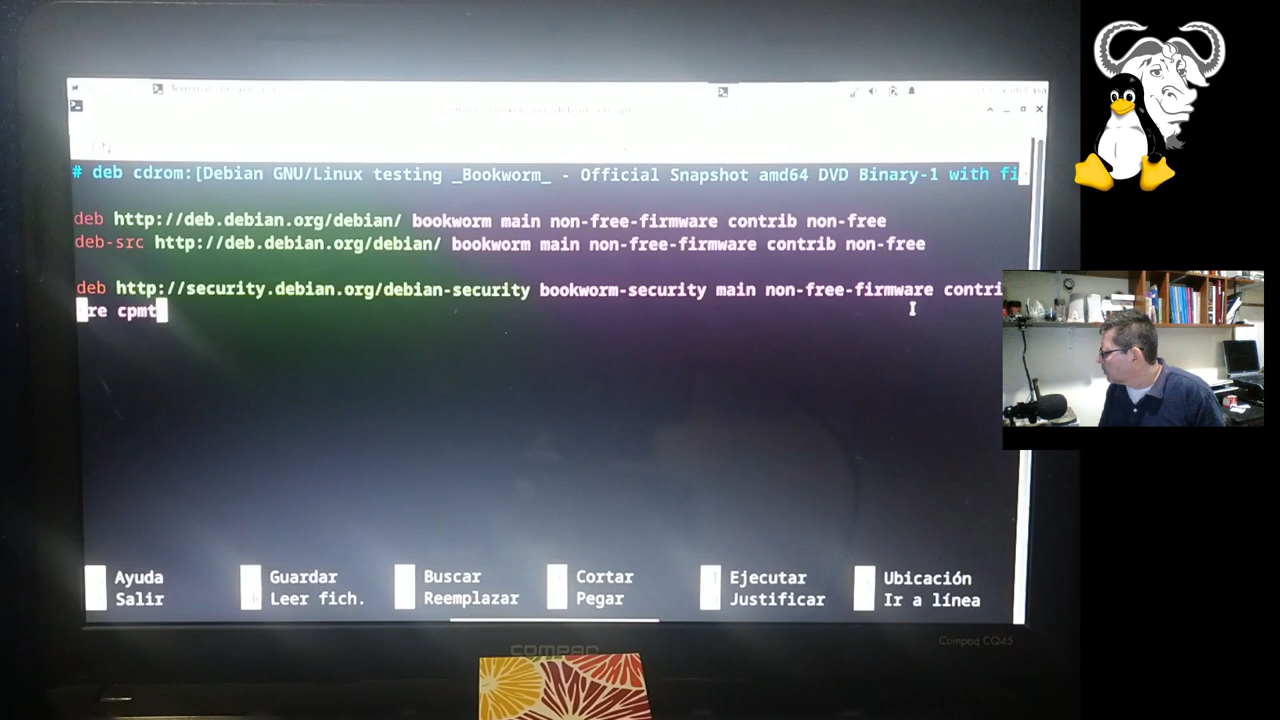 Terminal
# deb cdrom:[Debian GNU/Linux testing _Bookworm_ - Official Snapshot amd64 DVD Binary-1 with fi
deb http://deb.debian.org/debian/ bookworm main non-free-firmware contrib non-free
deb-src http://deb.debian.org/debian/ bookworm main non-free-firmware contrib non-free
deb http://security.debian.org/debian-security bookworm-security main non-free-firmware contri
re cpmt
Ayuda Guardar Buscar Cortar Ejecutar Ubicación
Salir Leer fich. Reemplazar Pegar Justificar Ir a línea
COMPAQ
Compaq CQ45